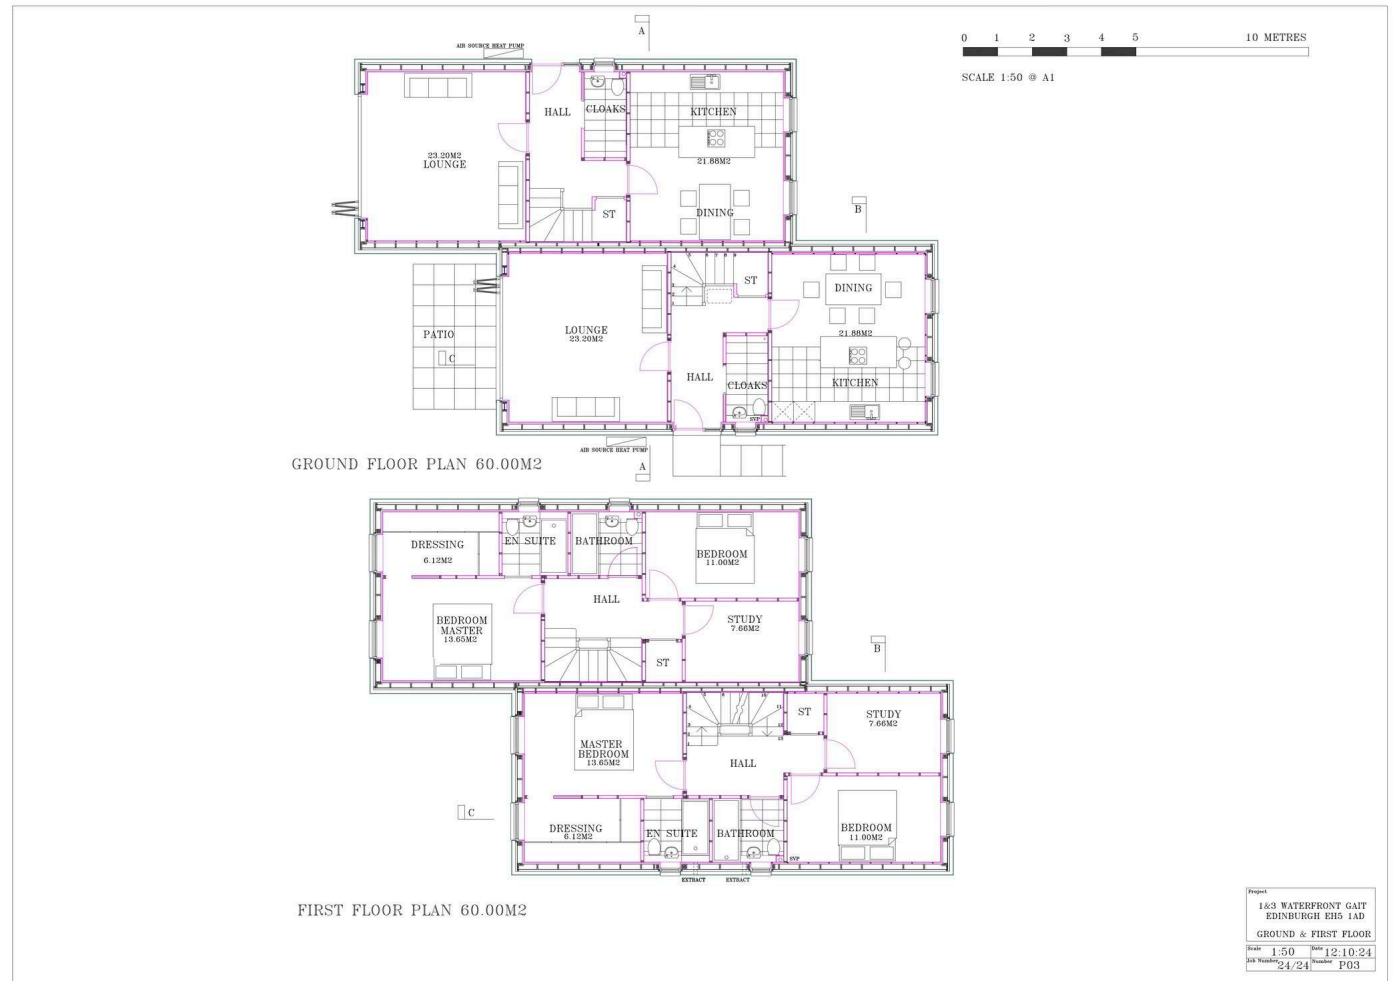 A
AIR SOURCE HEAT PUMP
0 1 2 3 4 5 10 METRES
SCALE 1:50 @ A1
HALL
CLOAKS
KITCHEN
23.20M2
LOUNGE
21.88M2
ST
DINING
B
ST
DINING
LOUNGE
23.20M2
21.88M2
PATIO
C
HALL
CLOAKS
KITCHEN
SVP
AIR SOURCE HEAT PUMP
A
GROUND FLOOR PLAN 60.00M2
DRESSING
6.12M2
EN SUITE
BATHROOM
BEDROOM
11.00M2
HALL
BEDROOM
MASTER
13.65M2
STUDY
7.66M2
ST
B
ST
STUDY
7.66M2
MASTER
BEDROOM
13.65M2
HALL
C
DRESSING
6.12M2
EN SUITE
BATHROOM
BEDROOM
11.00M2
SVP
EXTRACT
EXTRACT
FIRST FLOOR PLAN 60.00M2
Project
1&3 WATERFRONT GAIT
EDINBURGH EH5 1AD
GROUND & FIRST FLOOR
Scale 1:50 Date 12:10:24
Job Number 24/24 Number P03